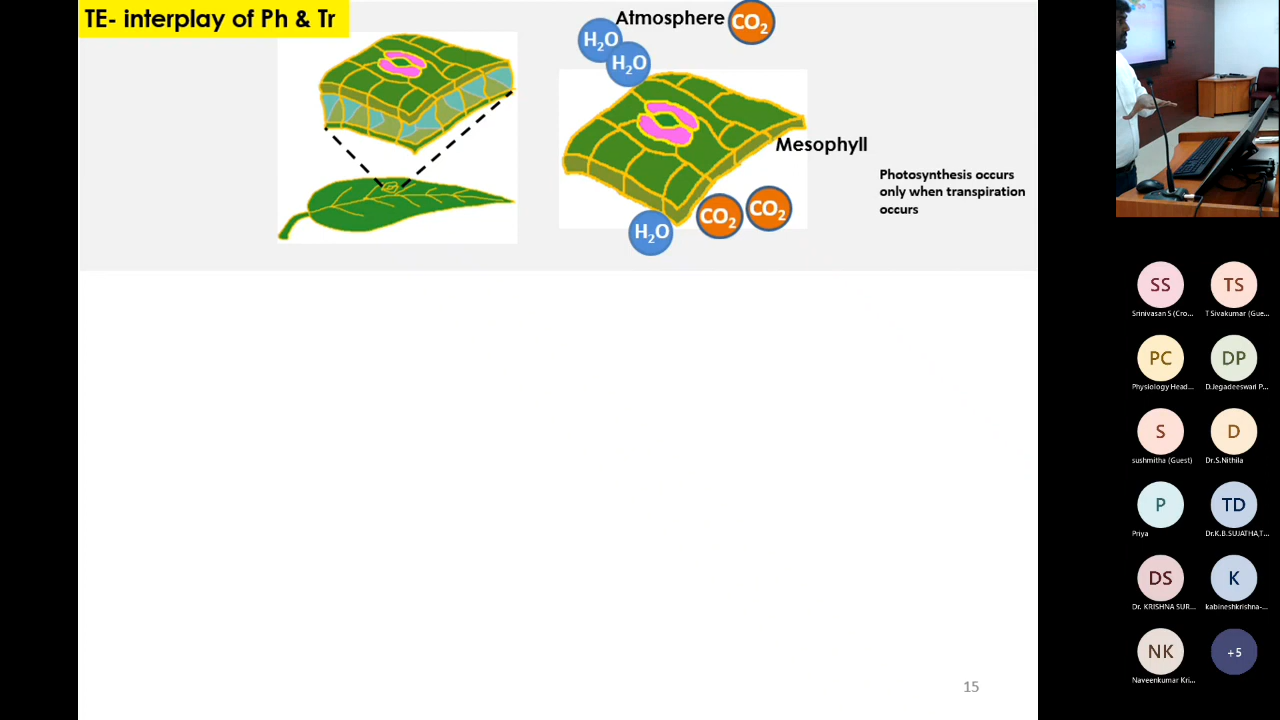 TE- interplay of Ph & Tr
Atmosphere
CO2
H2O
H2O
Mesophyll
Photosynthesis occurs
only when transpiration
occurs
CO2
CO2
H2O
15
SS
Srinivasan S (Cro...
TS
T Sivakumar (Gue...
PC
Physiology Head...
DP
D.Jegadeeswari P...
S
sushmitha (Guest)
D
Dr.S.Nithila
P
Priya
TD
Dr.K.B.SUJATHA,T...
DS
Dr. KRISHNA SUR...
K
kabineshkrishna-...
NK
Naveenkumar Kri...
+5